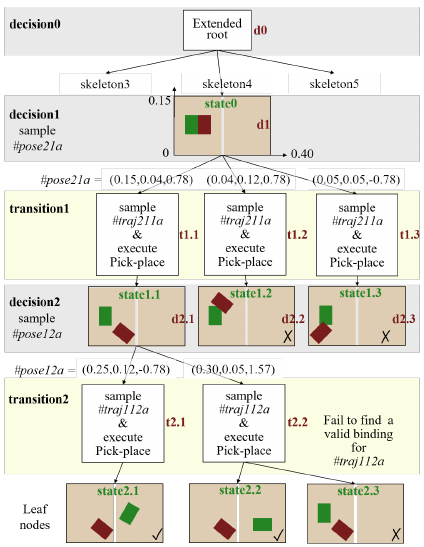 decision0
Extended
root
d0
skeleton3 skeleton4 skeleton5
decision1
sample
#pose21a
0.15
state0
d1
0
0.40
#pose21a = (0.15,0.04,0.78) (0.04,0.12,0.78) (0.05,0.05,-0.78)
transition1
sample
#traj211a
&
execute
Pick-place
t1.1
sample
#traj211a
&
execute
Pick-place
t1.2
sample
#traj211a
&
execute
Pick-place
t1.3
decision2
sample
#pose12a
state1.1
d2.1
state1.2
d2.2
X
state1.3
d2.3
X
#pose12a = (0.25,0.12,-0.78) (0.30,0.05,1.57)
transition2
sample
#traj112a
&
execute
Pick-place
t2.1
sample
#traj112a
&
execute
Pick-place
t2.2
Fail to find a
valid binding
for
#traj112a
Leaf
nodes
state2.1
✓
state2.2
✓
state2.3
X